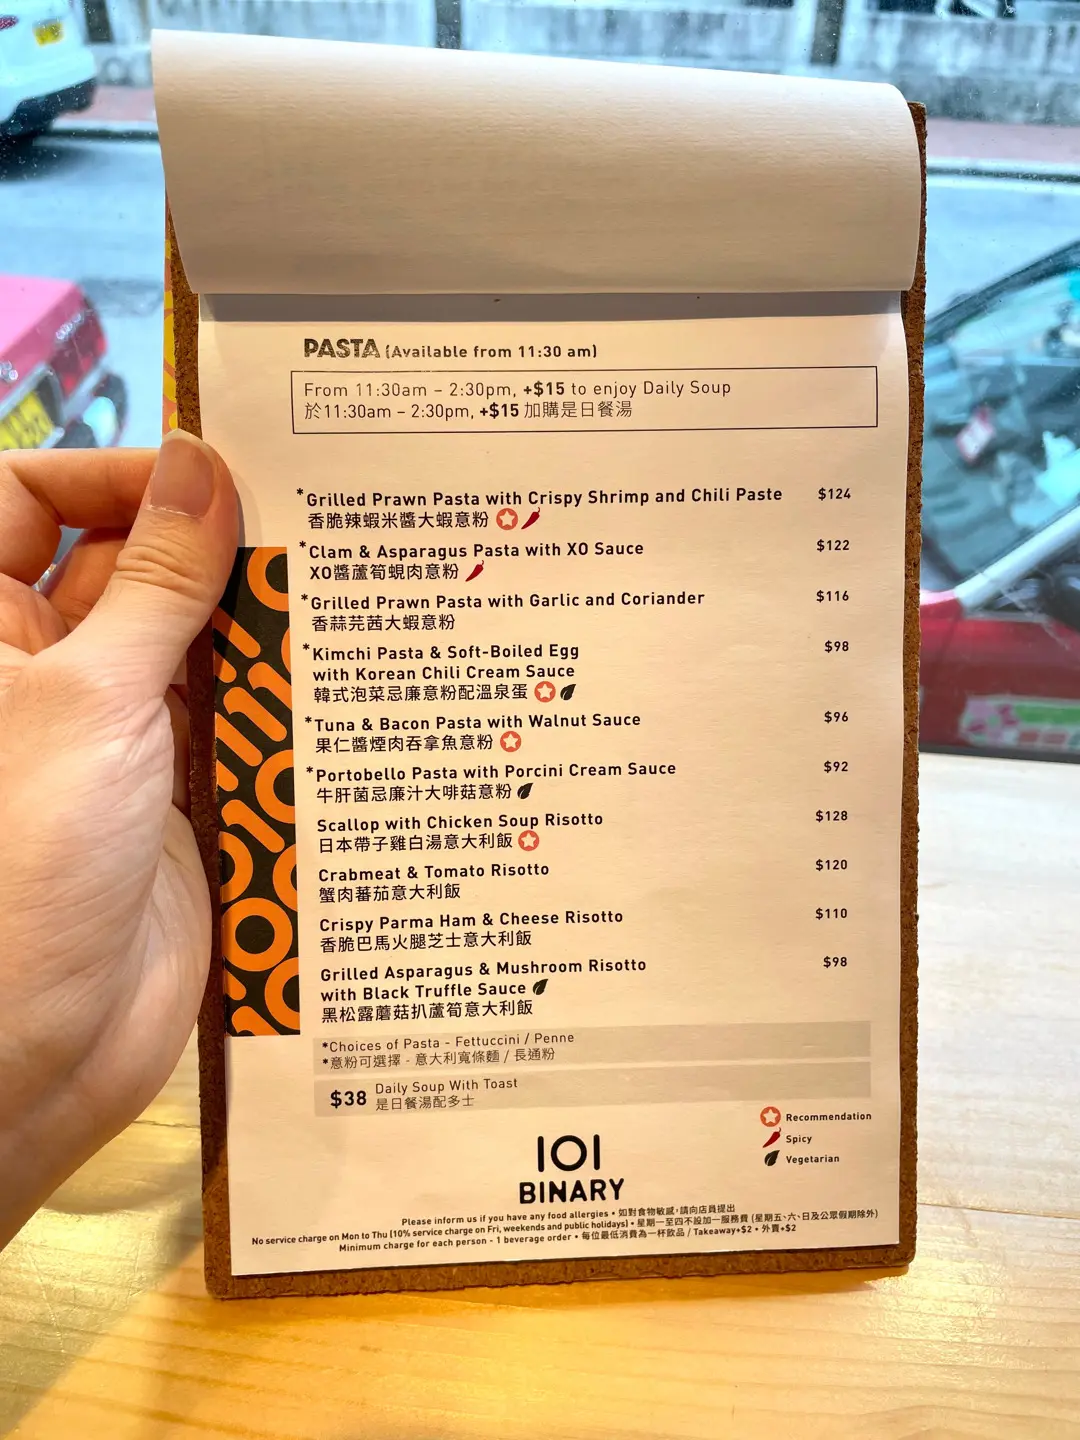 PASTA (Available from 11:30 am)
From 11:30am – 2:30pm, +$15 to enjoy Daily Soup
於11:30am – 2:30pm, +$15 加購是日餐湯
*Grilled Prawn Pasta with Crispy Shrimp and Chili Paste $124
香脆辣蝦米醬大蝦意粉
*Clam & Asparagus Pasta with XO Sauce $122
XO醬蘆筍蜆肉意粉
*Grilled Prawn Pasta with Garlic and Coriander $116
香蒜芫茜大蝦意粉
*Kimchi Pasta & Soft-Boiled Egg $98
with Korean Chili Cream Sauce
韓式泡菜忌廉意粉配溫泉蛋
*Tuna & Bacon Pasta with Walnut Sauce $96
果仁醬煙肉吞拿魚意粉
*Portobello Pasta with Porcini Cream Sauce $92
牛肝菌忌廉汁大啡菇意粉
Scallop with Chicken Soup Risotto $128
日本帶子雞白湯意大利飯
Crabmeat & Tomato Risotto $120
蟹肉蕃茄意大利飯
Crispy Parma Ham & Cheese Risotto $110
香脆巴馬火腿芝士意大利飯
Grilled Asparagus & Mushroom Risotto $98
with Black Truffle Sauce
黑松露蘑菇扒蘆筍意大利飯
*Choices of Pasta - Fettuccini / Penne
*意粉可選擇 - 意大利寬條麵 / 長通粉
$38 Daily Soup With Toast
是日餐湯配多士
Recommendation
Spicy
Vegetarian
101
BINARY
Please inform us if you have any food allergies • 如對食物敏感，請向店員提出
No service charge on Mon to Thu (10% service charge on Fri, weekends and public holidays) • 星期一至四不設加一服務費 (星期五、六、日及公眾假期除外)
Minimum charge for each person - 1 beverage order • 每位最低消費為一杯飲品 / Takeaway+$2 • 外賣+$2